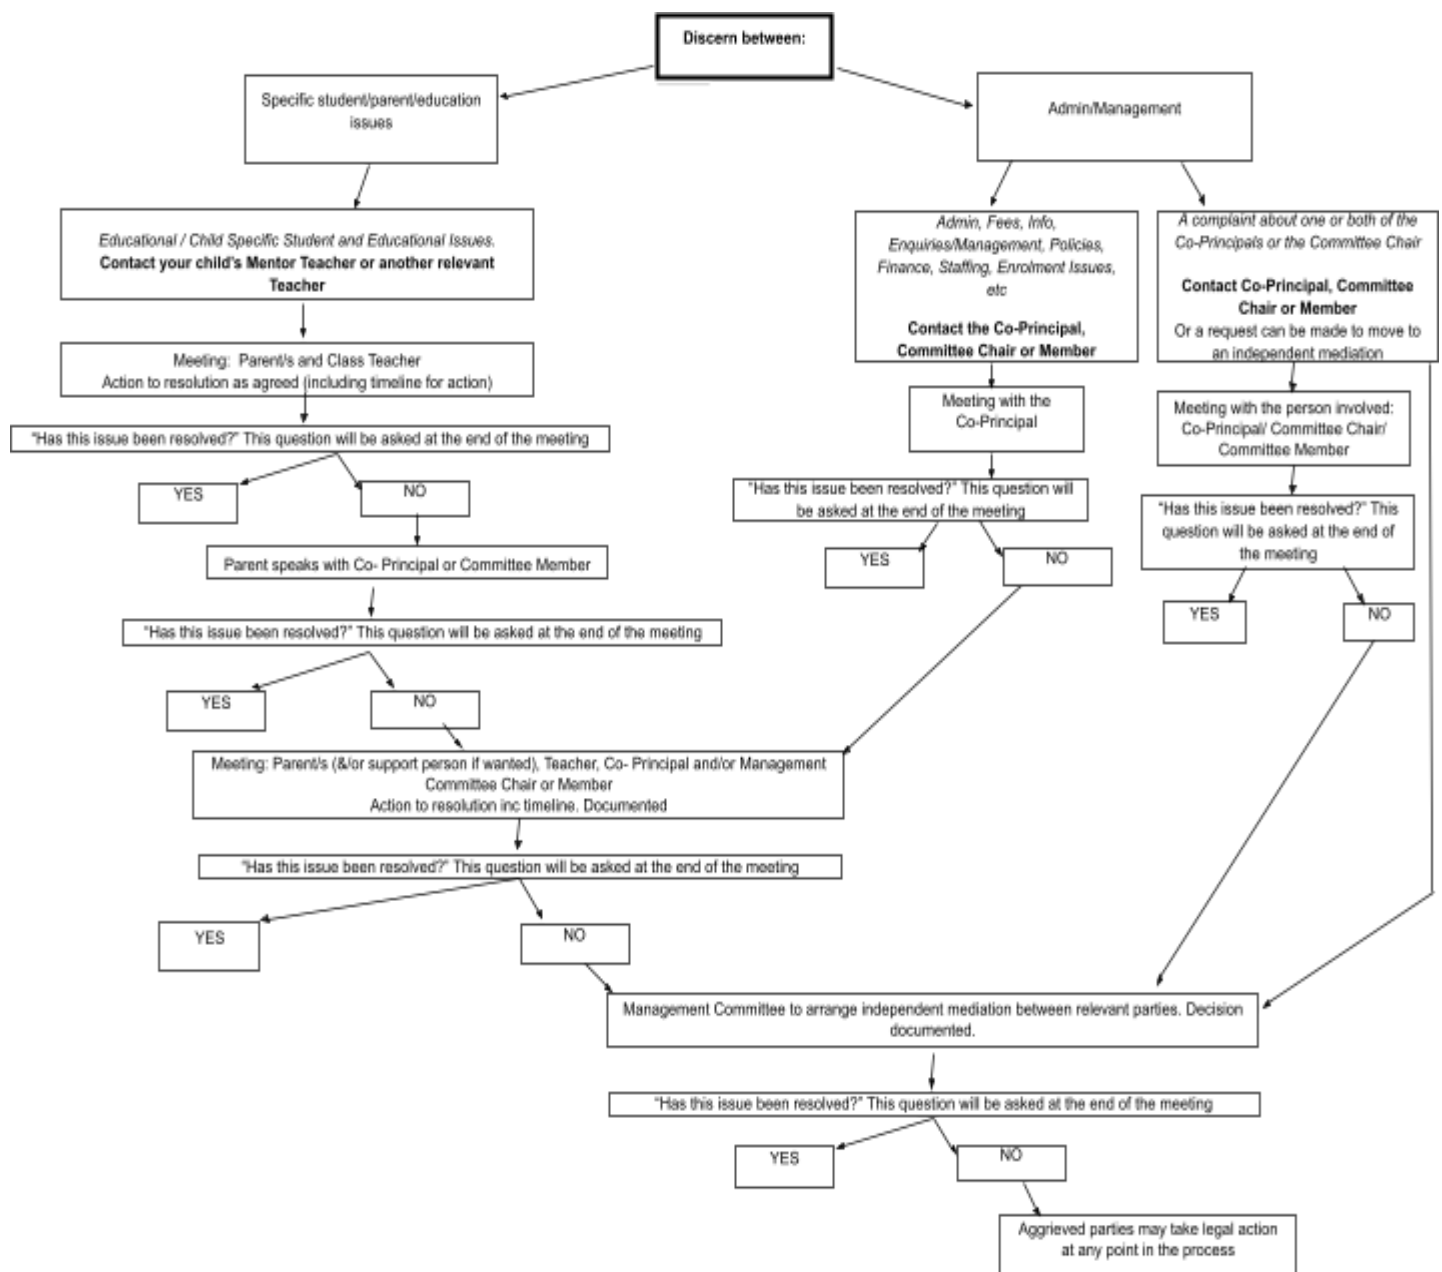 Discern between:
Specific student/parent/education
issues
Admin/Management
Educational / Child Specific Student and Educational Issues.
Contact your child's Mentor Teacher or another relevant
Teacher
Admin, Fees, Info,
Enquiries/Management, Policies,
Finance, Staffing, Enrolment Issues,
etc
Contact the Co-Principal,
Committee Chair or Member
A complaint about one or both of the
Co-Principals or the Committee Chair
Contact Co-Principal, Committee
Chair or Member
Or a request can be made to move to
an independent mediation
Meeting: Parent/s and Class Teacher
Action to resolution as agreed (including timeline for action)
Meeting with the
Co-Principal
Meeting with the person involved:
Co-Principal/ Committee Chair/
Committee Member
"Has this issue been resolved?" This question will be asked at the end of the meeting
YES
NO
"Has this issue been resolved?" This question will
be asked at the end of the meeting
YES
NO
"Has this issue been resolved?" This
question will be asked at the end of
the meeting
YES
NO
Parent speaks with Co- Principal or Committee Member
"Has this issue been resolved?" This question will be asked at the end of the meeting
YES
NO
Meeting: Parent/s (&/or support person if wanted), Teacher, Co- Principal and/or Management
Committee Chair or Member
Action to resolution inc timeline. Documented
"Has this issue been resolved?" This question will be asked at the end of the meeting
YES
NO
Management Committee to arrange independent mediation between relevant parties. Decision
documented.
"Has this issue been resolved?" This question will be asked at the end of the meeting
YES
NO
Aggrieved parties may take legal action
at any point in the process